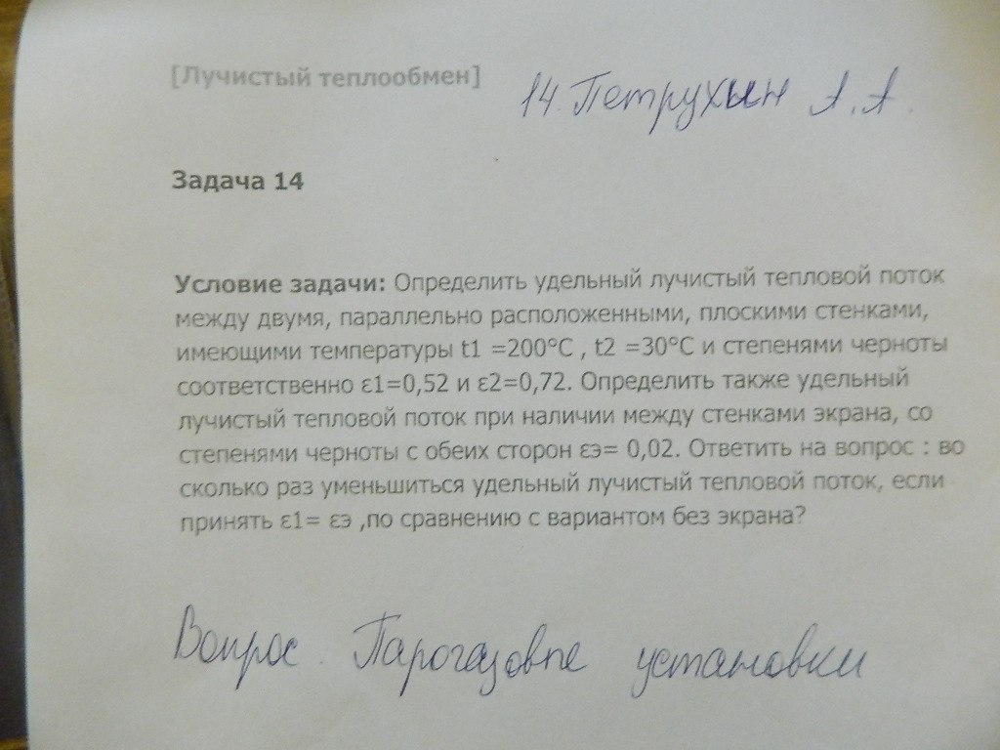 [Лучистый теплообмен]
14. Петрухин А.А.
Задача 14
Условие задачи: Определить удельный лучистый тепловой поток
между двумя, параллельно расположенными, плоскими стенками,
имеющими температуры t1 =200°С , t2 =30°С и степенями черноты
соответственно ε1=0,52 и ε2=0,72. Определить также удельный
лучистый тепловой поток при наличии между стенками экрана, со
степенями черноты с обеих сторон εэ= 0,02. Ответить на вопрос : во
сколько раз уменьшиться удельный лучистый тепловой поток, если
принять ε1= εэ ,по сравнению с вариантом без экрана?
Вопрос. Парогазовые установки